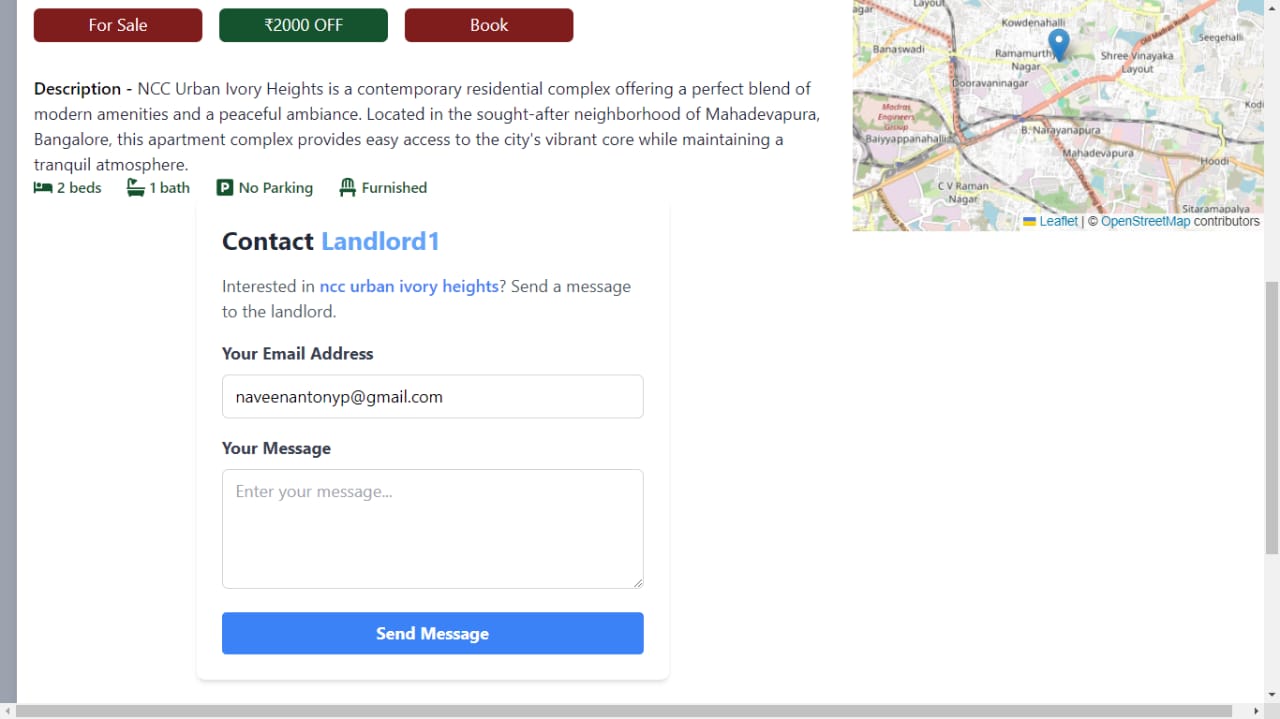 For Sale
₹2000 OFF
Book
Description - NCC Urban Ivory Heights is a contemporary residential complex offering a perfect blend of
modern amenities and a peaceful ambiance. Located in the sought-after neighborhood of Mahadevapura,
Bangalore, this apartment complex provides easy access to the city's vibrant core while maintaining a
tranquil atmosphere.
2 beds
1 bath
No Parking
Furnished
Contact Landlord1
Interested in ncc urban ivory heights? Send a message
to the landlord.
Your Email Address
naveenantonyp@gmail.com
Your Message
Enter your message...
Send Message
agar
Layout
Kowdenahalli
Old Madras Road
Seegehalli
Banaswadi
Ramamurthy
Nagar
Shree Vinayaka
Layout
Dooravaninagar
Madras
Engineers
Group
Baiyyappanahalli
B. Narayanapura
Kodi
Mahadevapura
Hoodi
C V Raman
Nagar
Sitaramapalya
Leaflet | © OpenStreetMap contributors